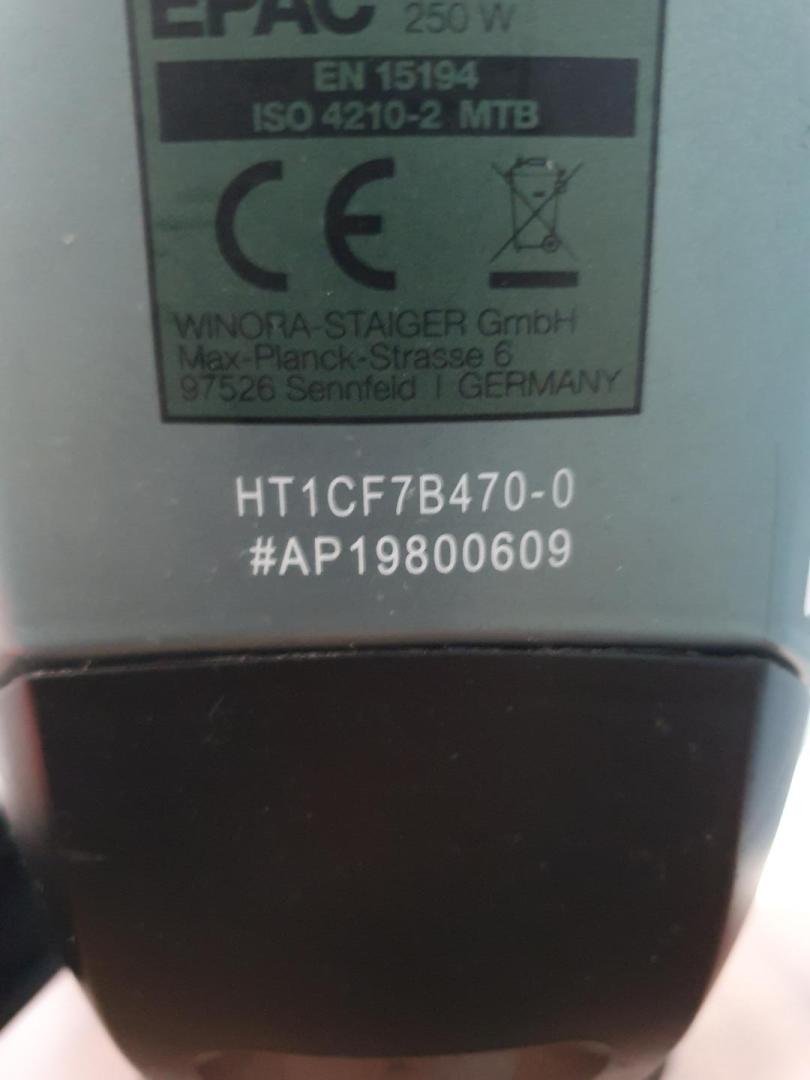 EPAC 250 W
EN 15194
ISO 4210-2 MTB
CE
WINORA-STAIGER GmbH
Max-Planck-Strasse 6
97526 Sennfeld | GERMANY
HT1CF7B470-0
#AP19800609